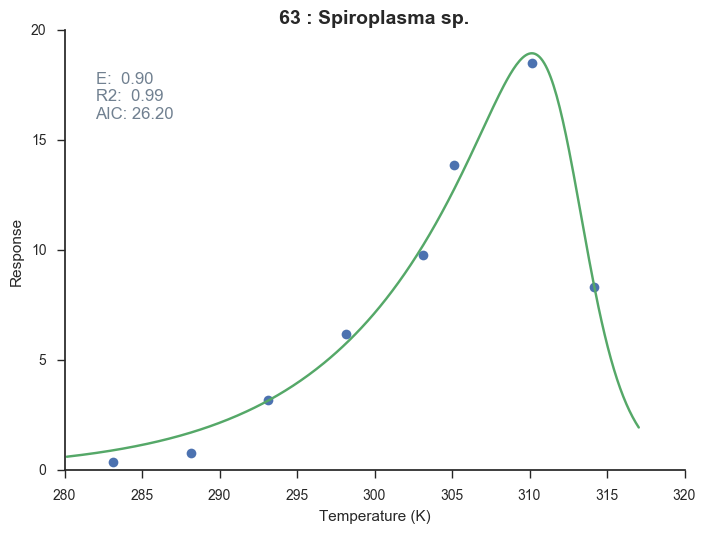 63 : Spiroplasma sp.
E:  0.90
R2:  0.99
AIC: 26.20
Response
20
15
10
5
0
280 285 290 295 300 305 310 315 320
Temperature (K)